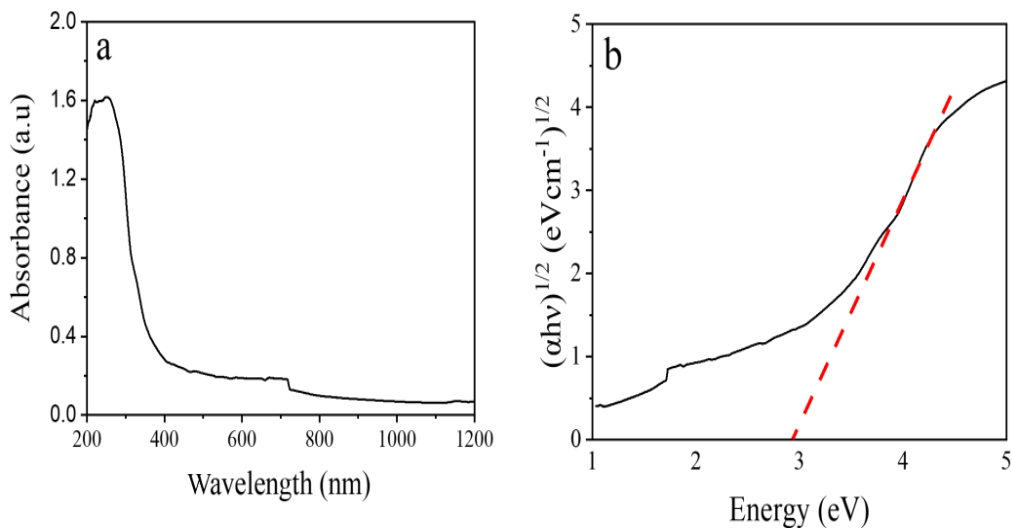 a
2.0
1.6
1.2
0.8
0.4
0.0
Absorbance (a.u)
200 400 600 800 1000 1200
Wavelength (nm)
b
5
4
3
2
1
0
(αhν)^{1/2} (eVcm⁻¹)^{1/2}
1 2 3 4 5
Energy (eV)